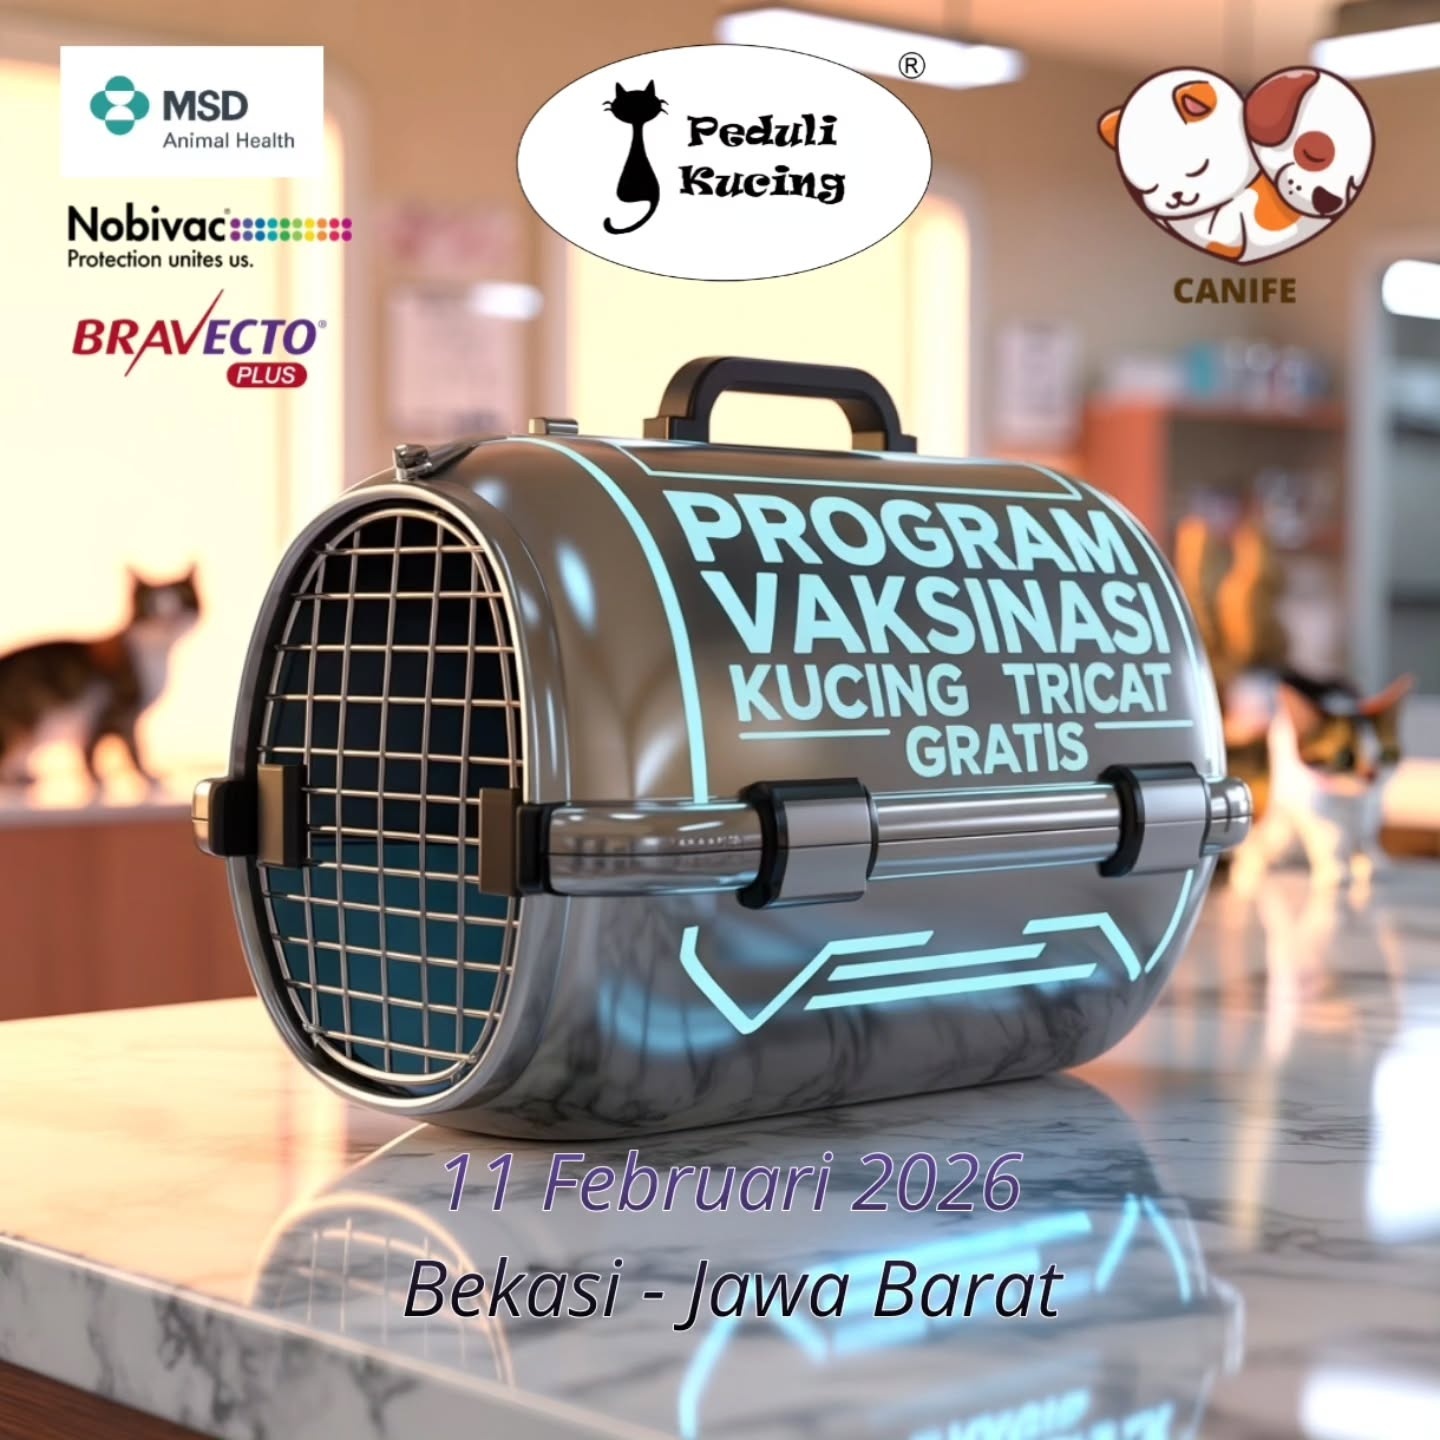 MSD
Animal Health
Nobivac®
Protection unites us.
BRAVECTO®
PLUS
Peduli
Kucing
®
CANIFE
PROGRAM
VAKSINASI
KUCING TRICAT
GRATIS
11 Februari 2026
Bekasi - Jawa Barat